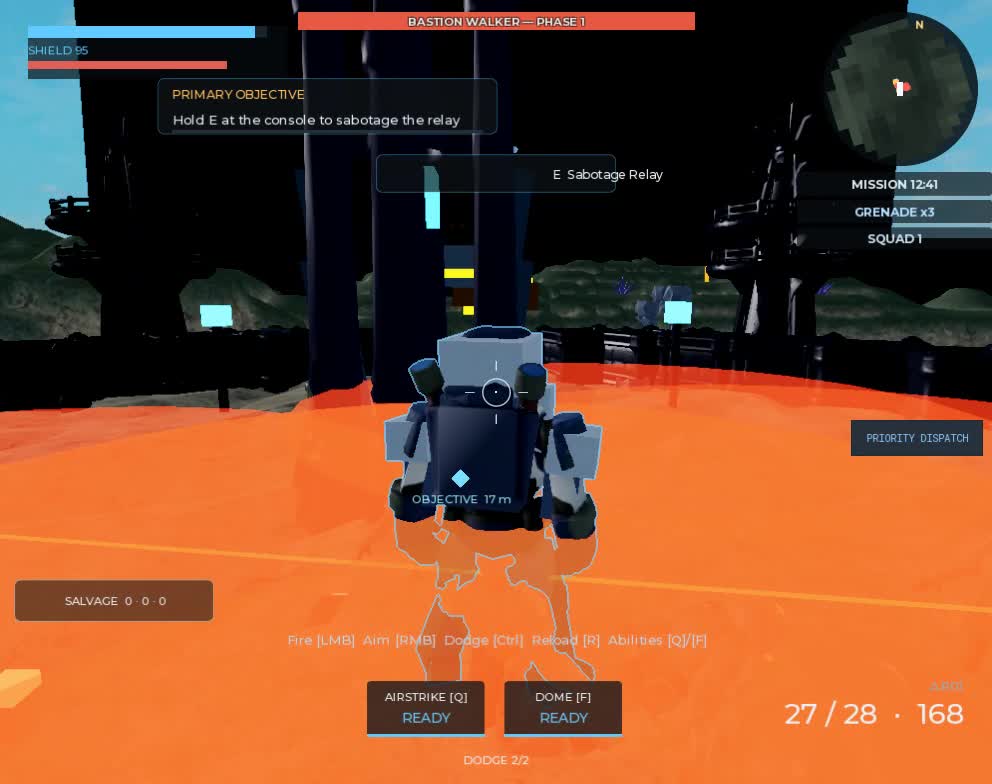 BASTION WALKER — PHASE 1
N
SHIELD 95
PRIMARY OBJECTIVE
Hold E at the console to sabotage the relay
E Sabotage Relay
MISSION 12:41
GRENADE x3
SQUAD 1
PRIORITY DISPATCH
OBJECTIVE 17 m
SALVAGE 0 · 0 · 0
Fire [LMB] Aim [RMB] Dodge [Ctrl] Reload [R] Abilities [Q]/[F]
AIRSTRIKE [Q]
READY
DOME [F]
READY
27 / 28 · 168
DODGE 2/2